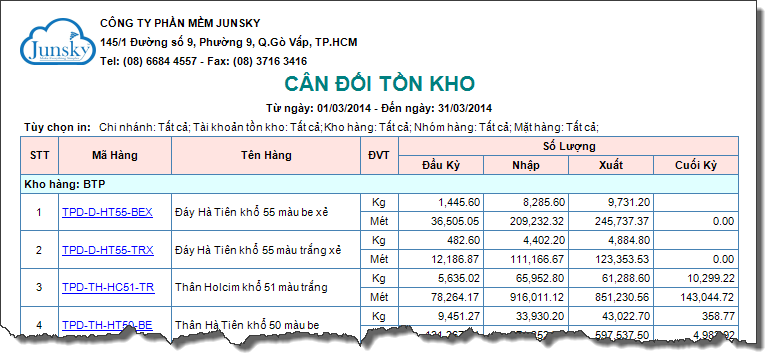 Junsky
CÔNG TY PHẦN MỀM JUNSKY
145/1 Đường số 9, Phường 9, Q.Gò Vấp, TP.HCM
Tel: (08) 6684 4557 - Fax: (08) 3716 3416
CÂN ĐỐI TỒN KHO
Từ ngày: 01/03/2014 - Đến ngày: 31/03/2014
Tùy chọn in: Chi nhánh: Tất cả; Tài khoản tồn kho: Tất cả; Kho hàng: Tất cả; Nhóm hàng: Tất cả; Mặt hàng: Tất cả;
STT Mã Hàng Tên Hàng ĐVT Số Lượng
Đầu Kỳ Nhập Xuất Cuối Kỳ
Kho hàng: BTP
1 TPD-D-HT55-BEX Đáy Hà Tiên khổ 55 màu be xẻ Kg 1,445.60 8,285.60 9,731.20
Mét 36,505.05 209,232.32 245,737.37 0.00
2 TPD-D-HT55-TRX Đáy Hà Tiên khổ 55 màu trắng xẻ Kg 482.60 4,402.20 4,884.80
Mét 12,186.87 111,166.67 123,353.53 0.00
3 TPD-TH-HC51-TR Thân Holcim khổ 51 màu trắng Kg 5,635.02 65,952.80 61,288.60 10,299.22
Mét 78,264.17 916,011.12 851,230.56 143,044.72
4 TPD-TH-HT50-BE Thân Hà Tiên khổ 50 màu be Kg 9,451.27 33,920.20 43,022.70 358.77
597,537.50